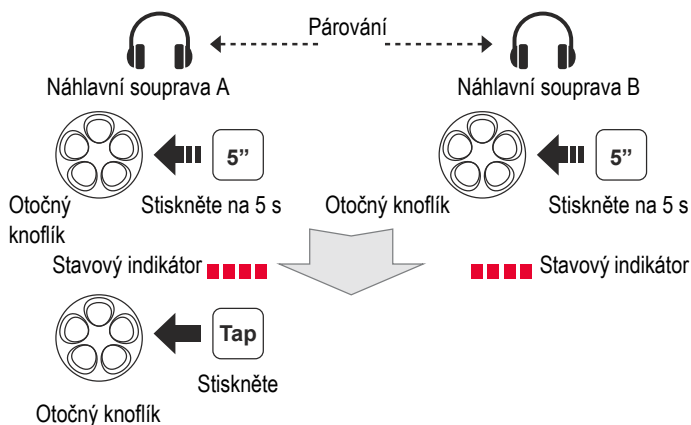 Párování
Náhlavní souprava A
Náhlavní souprava B
5”
5”
Otočný
knoflík
Stiskněte na 5 s
Otočný knoflík
Stiskněte na 5 s
Stavový indikátor
Stavový indikátor
Tap
Stiskněte
Otočný knoflík